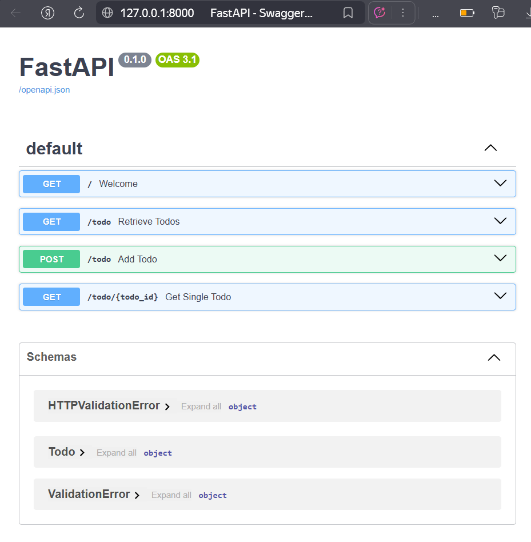 127.0.0.1:8000 FastAPI - Swagger... ...
FastAPI 0.1.0 OAS 3.1
/openapi.json
default
GET / Welcome
GET /todo Retrieve Todos
POST /todo Add Todo
GET /todo/{todo_id} Get Single Todo
Schemas
HTTPValidationError Expand all object
Todo Expand all object
ValidationError Expand all object